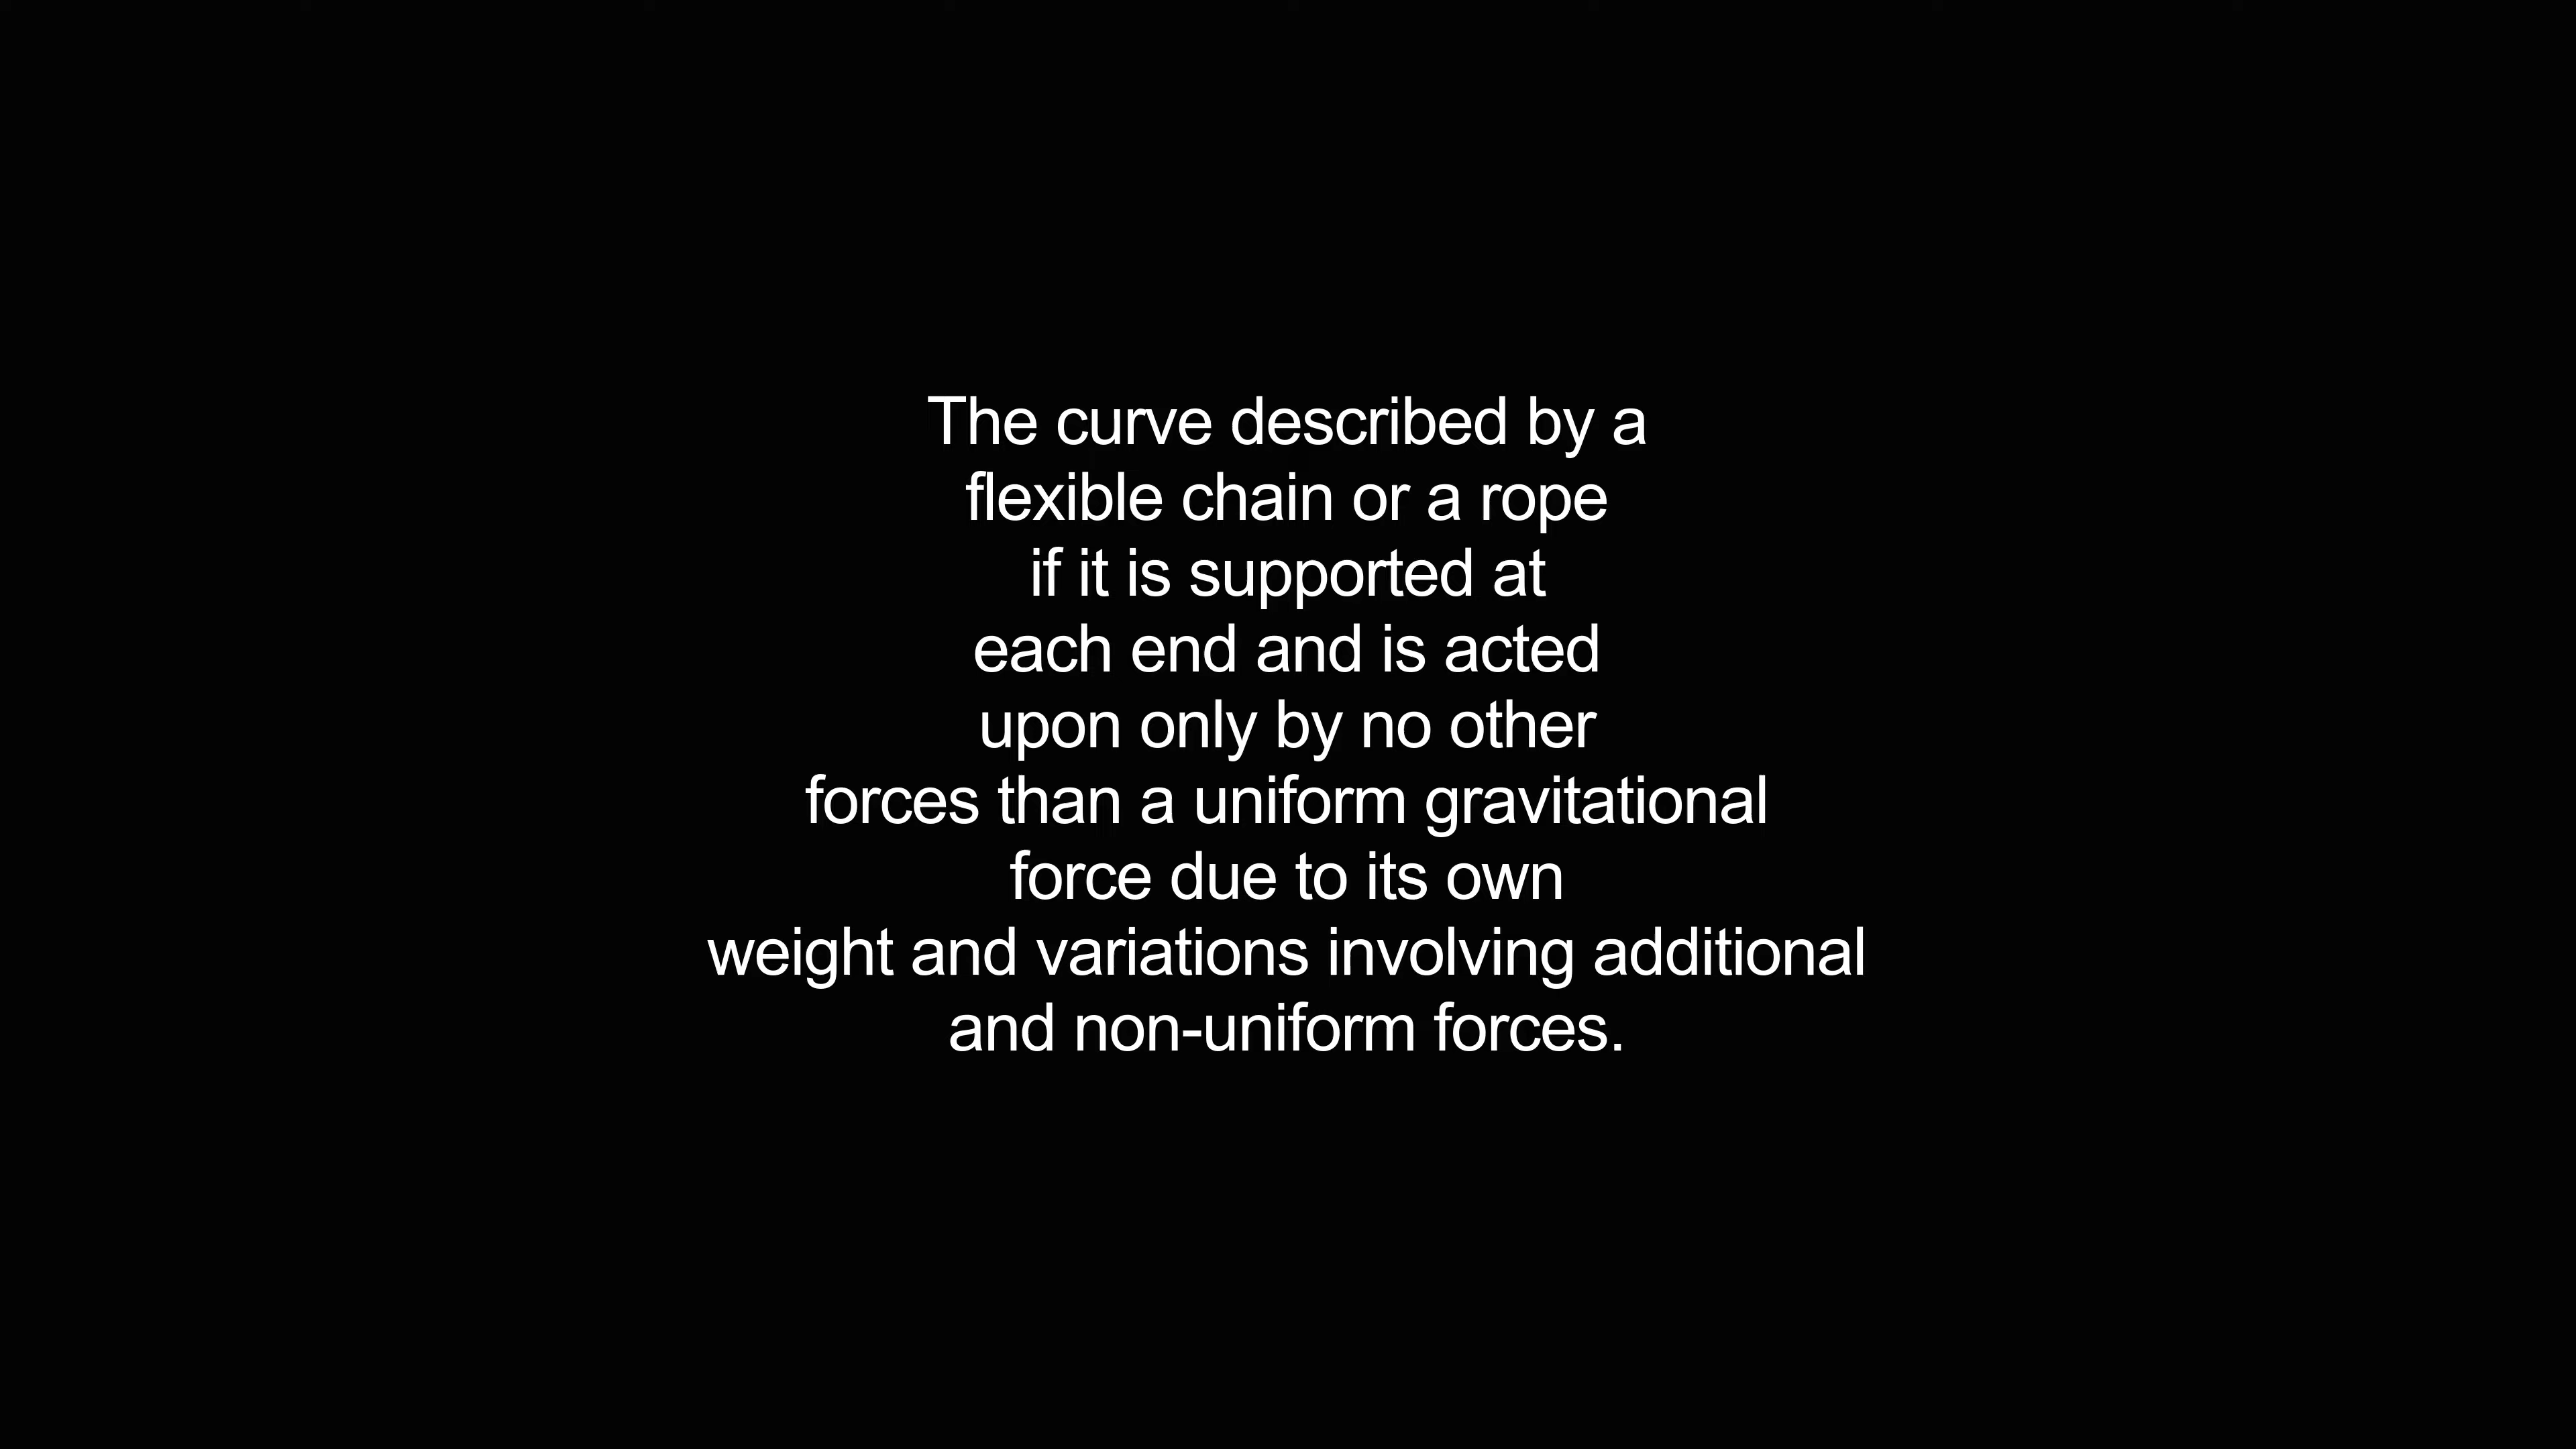 The curve described by a
flexible chain or a rope
if it is supported at
each end and is acted
upon only by no other
forces than a uniform gravitational
force due to its own
weight and variations involving additional
and non-uniform forces.